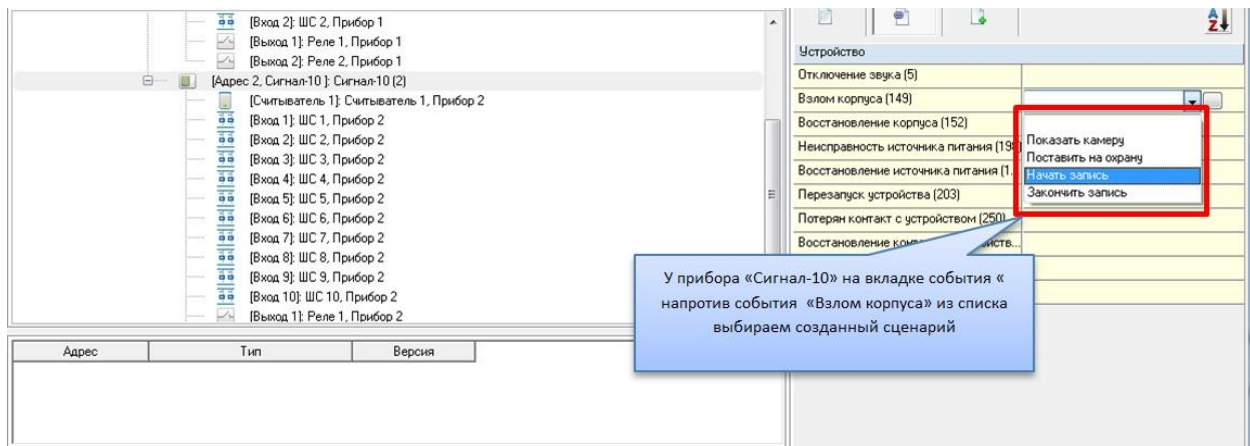 [Вход 2]: ШС 2, Прибор 1
[Выход 1]: Реле 1, Прибор 1
[Выход 2]: Реле 2, Прибор 1
[Адрес 2, Сигнал-10 ]: Сигнал-10 (2)
[Считыватель 1]: Считыватель 1, Прибор 2
[Вход 1]: ШС 1, Прибор 2
[Вход 2]: ШС 2, Прибор 2
[Вход 3]: ШС 3, Прибор 2
[Вход 4]: ШС 4, Прибор 2
[Вход 5]: ШС 5, Прибор 2
[Вход 6]: ШС 6, Прибор 2
[Вход 7]: ШС 7, Прибор 2
[Вход 8]: ШС 8, Прибор 2
[Вход 9]: ШС 9, Прибор 2
[Вход 10]: ШС 10, Прибор 2
[Выход 1]: Реле 1, Прибор 2
Адрес Тип Версия
A
Z
Устройство
Отключение звука (5)
Взлом корпуса (149)
Восстановление корпуса (152)
Неисправность источника питания (198)
Восстановление источника питания (1...
Перезапуск устройства (203)
Потерян контакт с устройством (250)
Восстановление
Показать камеру
Поставить на охрану
Начать запись
Закончить запись
У прибора «Сигнал-10» на вкладке события «
напротив события «Взлом корпуса» из списка
выбираем созданный сценарий